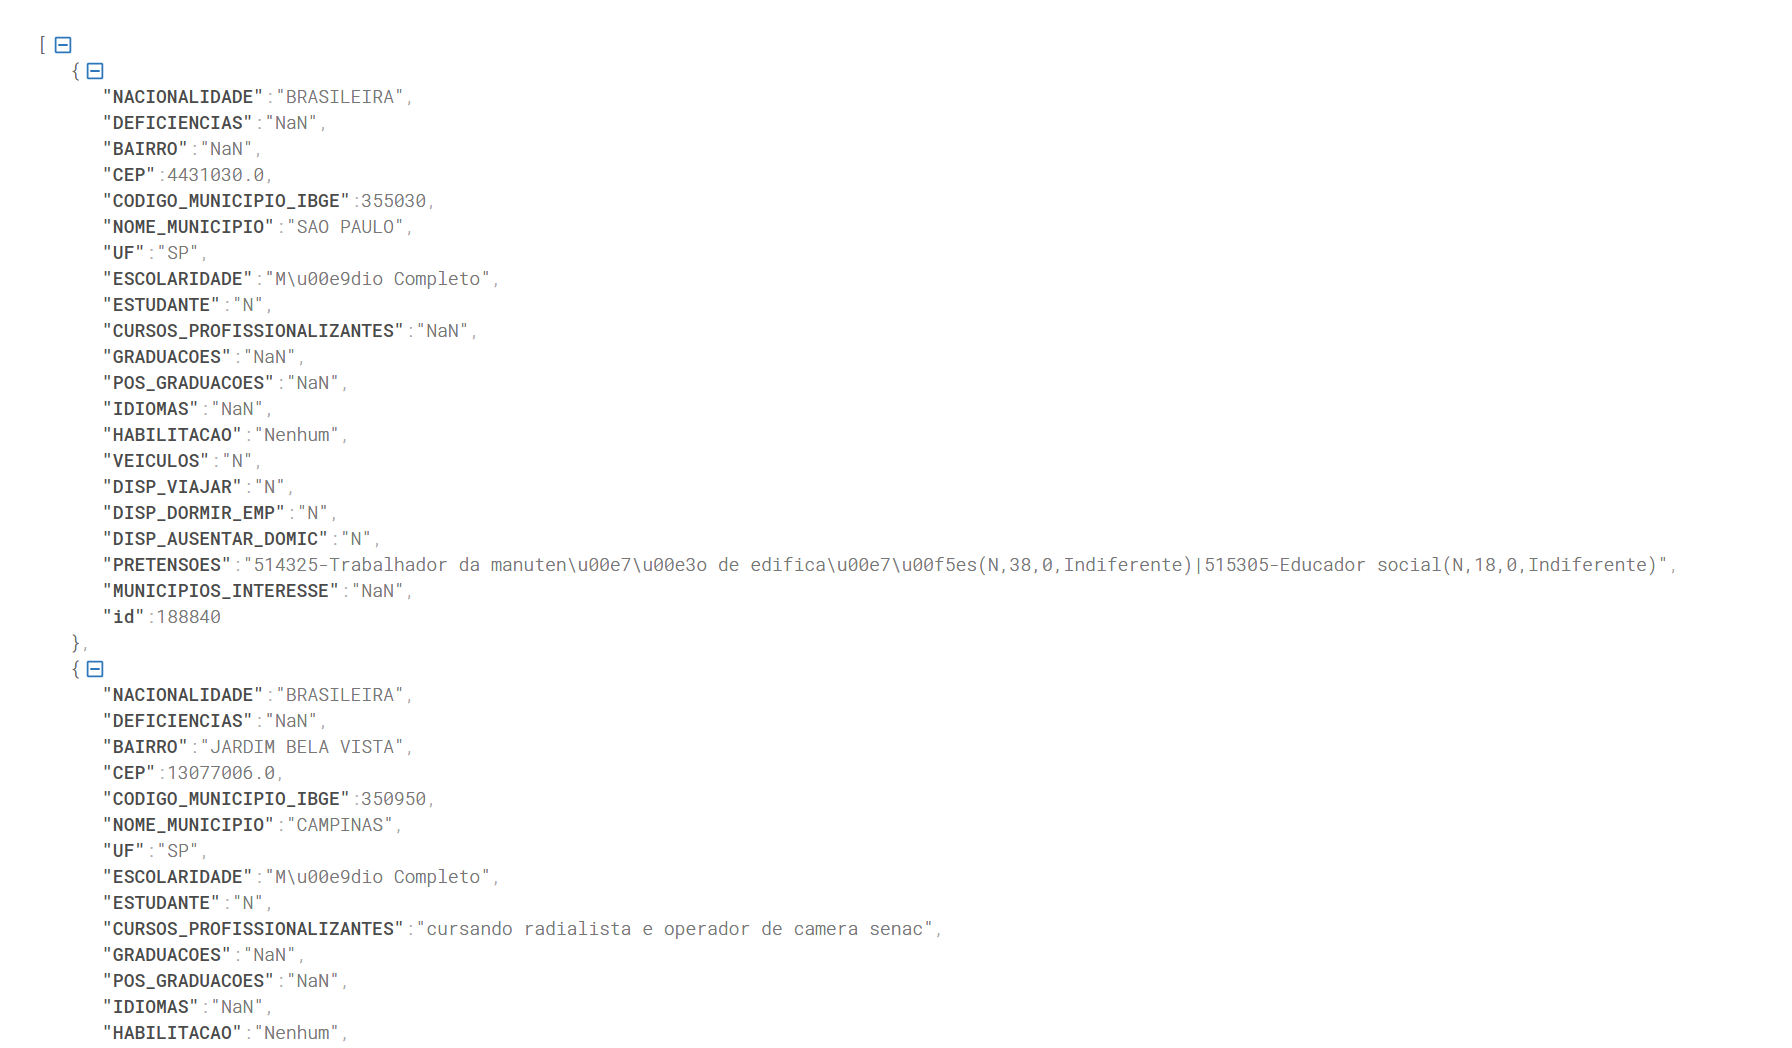 [
{
"NACIONALIDADE":"BRASILEIRA",
"DEFICIENCIAS":"NaN",
"BAIRRO":"NaN",
"CEP":4431030.0,
"CODIGO_MUNICIPIO_IBGE":355030,
"NOME_MUNICIPIO":"SAO PAULO",
"UF":"SP",
"ESCOLARIDADE":"M\u00e9dio Completo",
"ESTUDANTE":"N",
"CURSOS_PROFISSIONALIZANTES":"NaN",
"GRADUACOES":"NaN",
"POS_GRADUACOES":"NaN",
"IDIOMAS":"NaN",
"HABILITACAO":"Nenhum",
"VEICULOS":"N",
"DISP_VIAJAR":"N",
"DISP_DORMIR_EMP":"N",
"DISP_AUSENTAR_DOMIC":"N",
"PRETENSOES":"514325-Trabalhador da manuten\u00e7\u00e3o de edifica\u00e7\u00f5es(N,38,0,Indiferente)|515305-Educador social(N,18,0,Indiferente)",
"MUNICIPIOS_INTERESSE":"NaN",
"id":188840
},
{
"NACIONALIDADE":"BRASILEIRA",
"DEFICIENCIAS":"NaN",
"BAIRRO":"JARDIM BELA VISTA",
"CEP":13077006.0,
"CODIGO_MUNICIPIO_IBGE":350950,
"NOME_MUNICIPIO":"CAMPINAS",
"UF":"SP",
"ESCOLARIDADE":"M\u00e9dio Completo",
"ESTUDANTE":"N",
"CURSOS_PROFISSIONALIZANTES":"cursando radialista e operador de camera senac",
"GRADUACOES":"NaN",
"POS_GRADUACOES":"NaN",
"IDIOMAS":"NaN",
"HABILITACAO":"Nenhum",